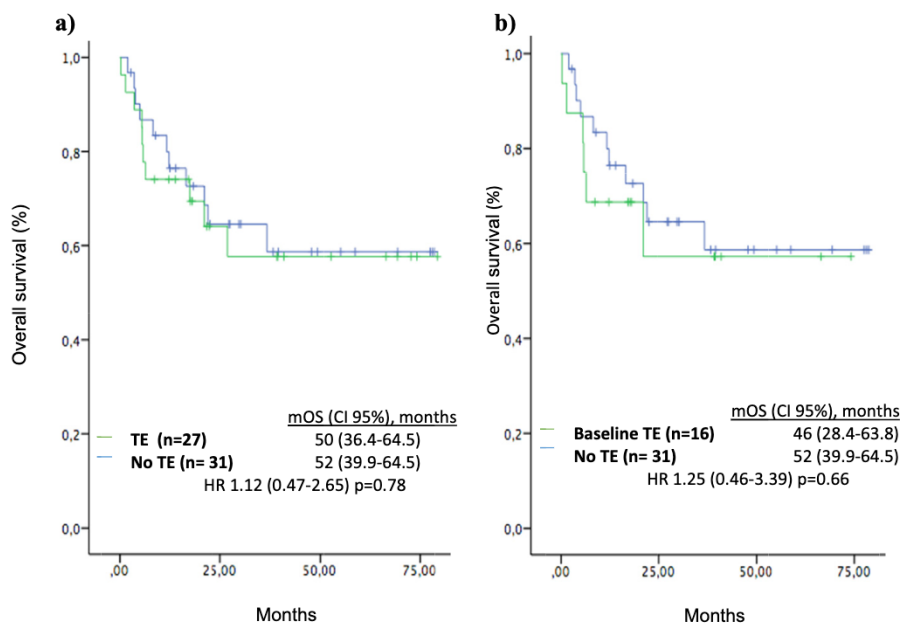 a)
Overall survival (%)
1,0
0,8
0,6
0,4
0,2
0,0
mOS (CI 95%), months
TE (n=27) 50 (36.4-64.5)
No TE (n= 31) 52 (39.9-64.5)
HR 1.12 (0.47-2.65) p=0.78
,00 25,00 50,00 75,00
Months
b)
Overall survival (%)
1,0
0,8
0,6
0,4
0,2
0,0
mOS (CI 95%), months
Baseline TE (n=16) 46 (28.4-63.8)
No TE (n= 31) 52 (39.9-64.5)
HR 1.25 (0.46-3.39) p=0.66
,00 25,00 50,00 75,00
Months